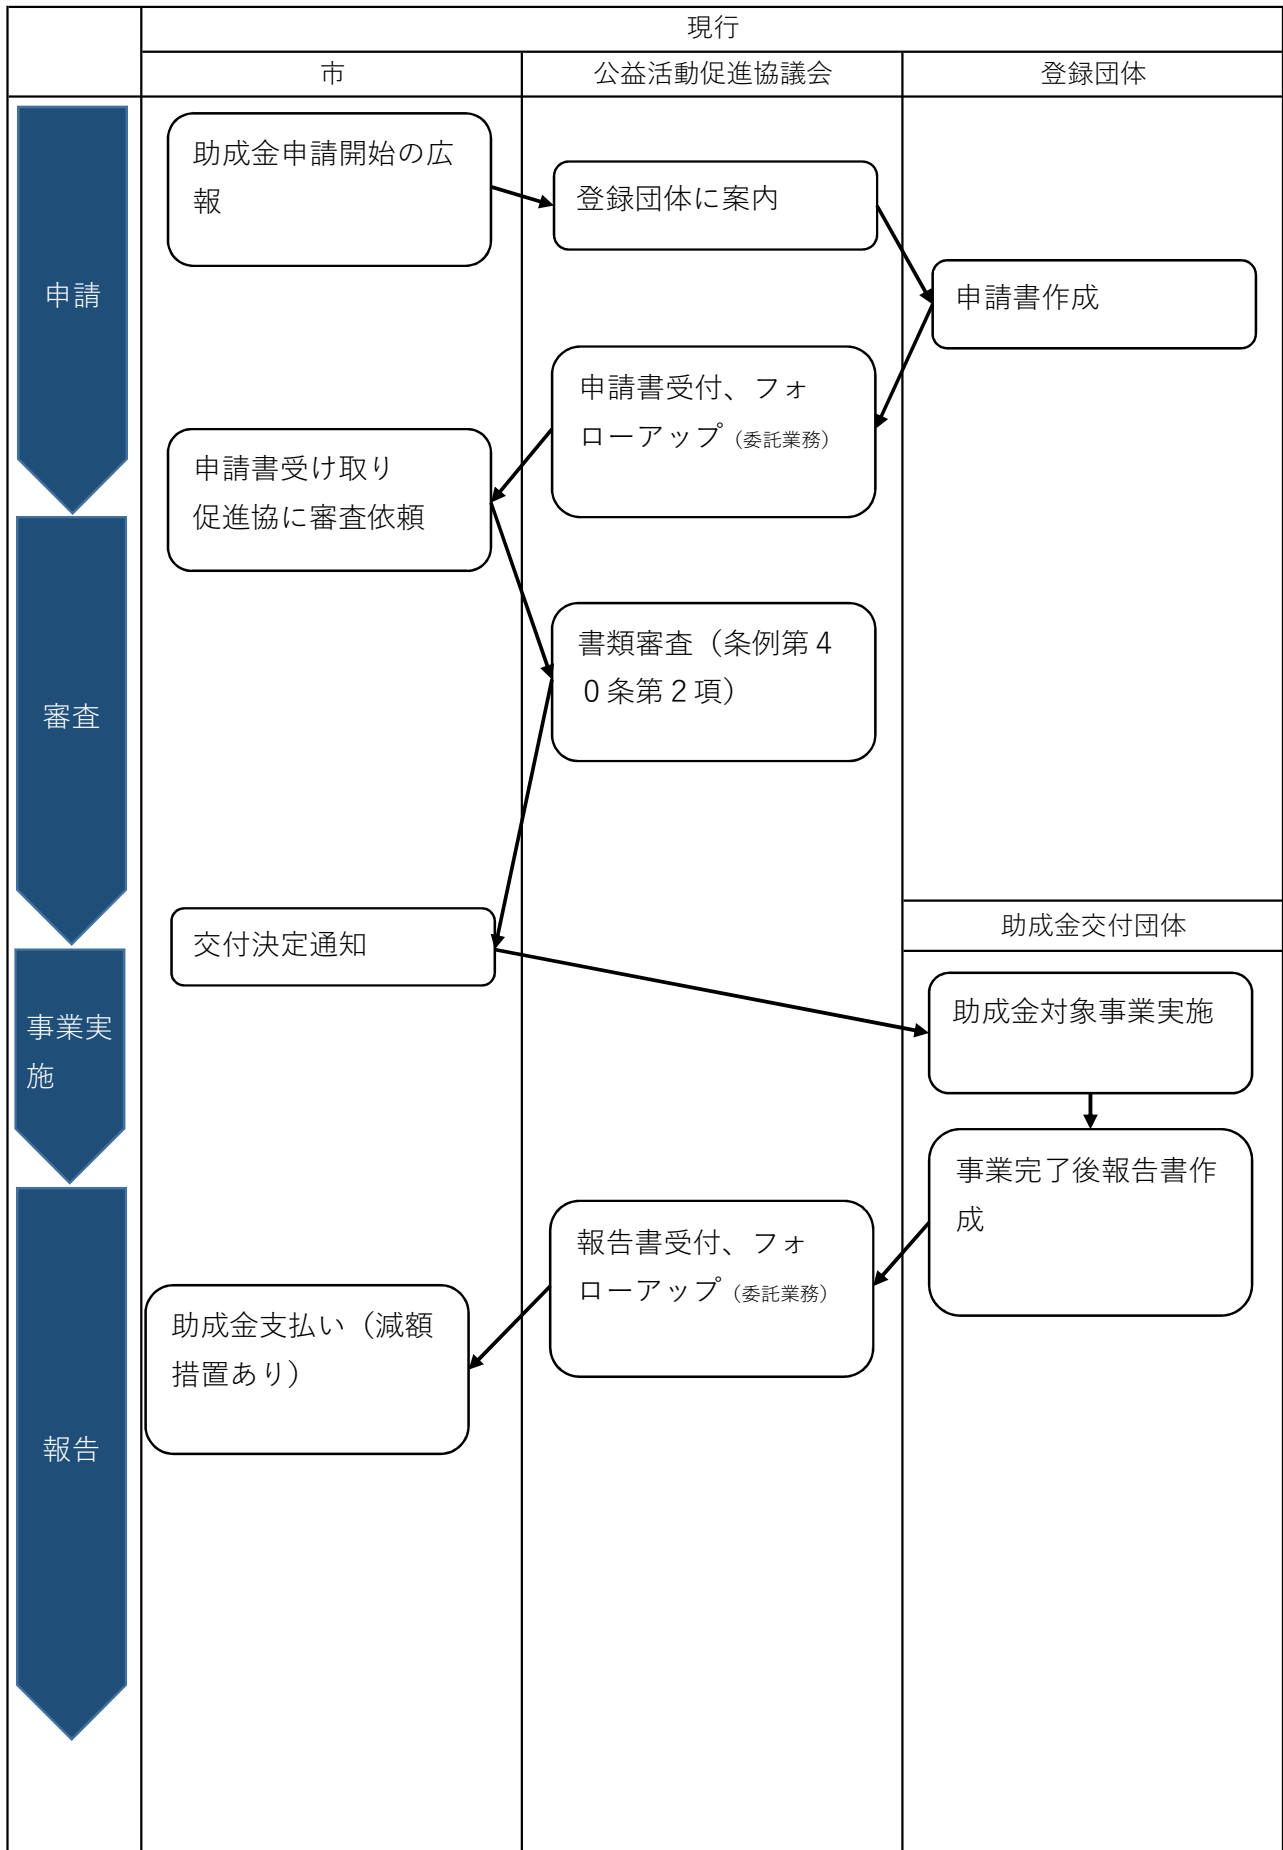 現行
市
公益活動促進協議会
登録団体
申請
助成金申請開始の広
報
登録団体に案内
申請書作成
申請書受付、フォ
ローアップ（委託業務）
申請書受け取り
促進協に審査依頼
審査
書類審査（条例第４
０条第２項）
交付決定通知
助成金交付団体
事業実
施
助成金対象事業実施
事業完了後報告書作
成
報告書受付、フォ
ローアップ（委託業務）
助成金支払い（減額
措置あり）
報告